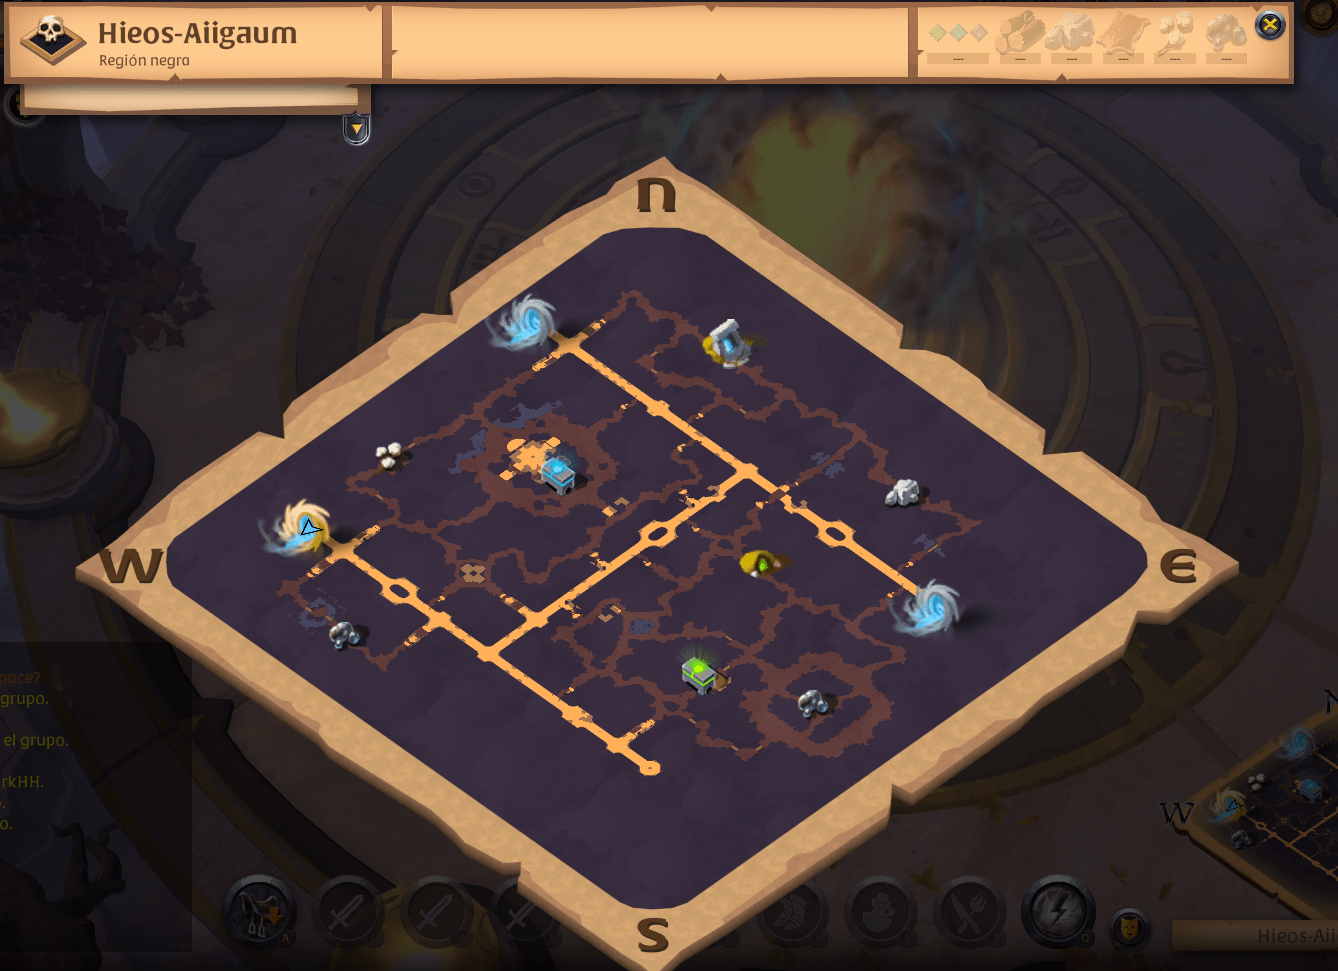 Hieos-Aiigaum
Región negra
--- --- --- --- --- ---
N
W
E
S
pace?
grupo.
el grupo.
rkHH.
o.
o.
N
W
A
O
Hieos-Aii